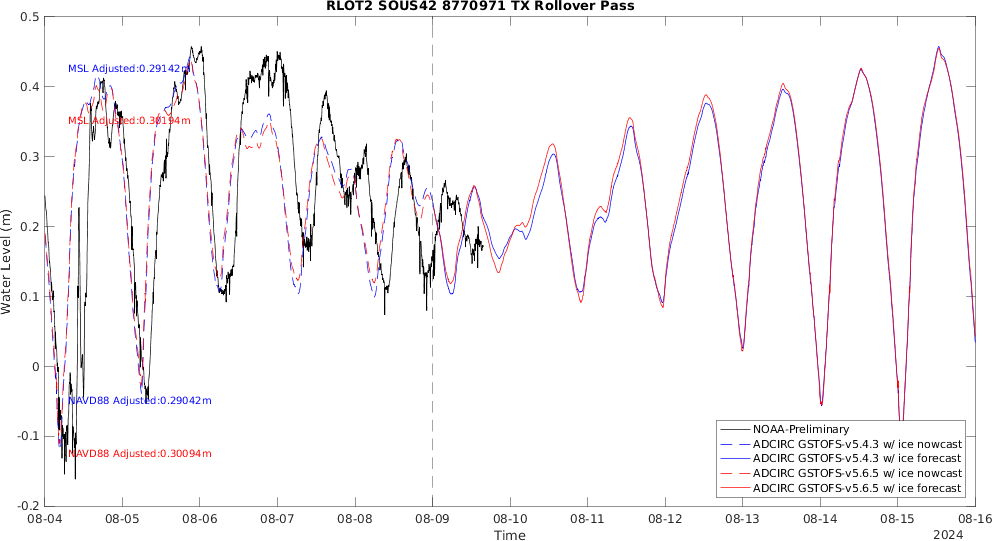 RLOT2 SOUS42 8770971 TX Rollover Pass
0.5
0.4
0.3
0.2
0.1
0
-0.1
-0.2
Water Level (m)
MSL Adjusted:0.29142m
MSL Adjusted:0.30194m
NAVD88 Adjusted:0.29042m
NAVD88 Adjusted:0.30094m
NOAA-Preliminary
ADCIRC GSTOFS-v5.4.3 w/ ice nowcast
ADCIRC GSTOFS-v5.4.3 w/ ice forecast
ADCIRC GSTOFS-v5.6.5 w/ ice nowcast
ADCIRC GSTOFS-v5.6.5 w/ ice forecast
08-04 08-05 08-06 08-07 08-08 08-09 08-10 08-11 08-12 08-13 08-14 08-15 08-16
Time
2024